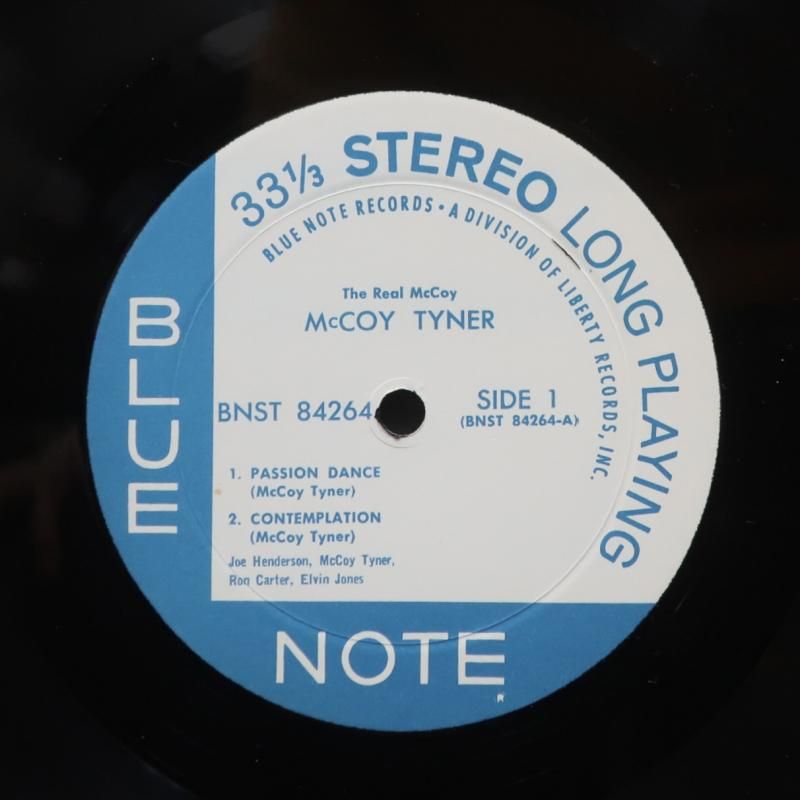 33⅓ STEREO LONG PLAYING
BLUE NOTE RECORDS • A DIVISION OF LIBERTY RECORDS, INC.
The Real McCoy
McCOY TYNER
BNST 84264
SIDE 1
(BNST 84264-A)
1. PASSION DANCE
(McCoy Tyner)
2. CONTEMPLATION
(McCoy Tyner)
Joe Henderson, McCoy Tyner,
Ron Carter, Elvin Jones
BLUE
NOTE